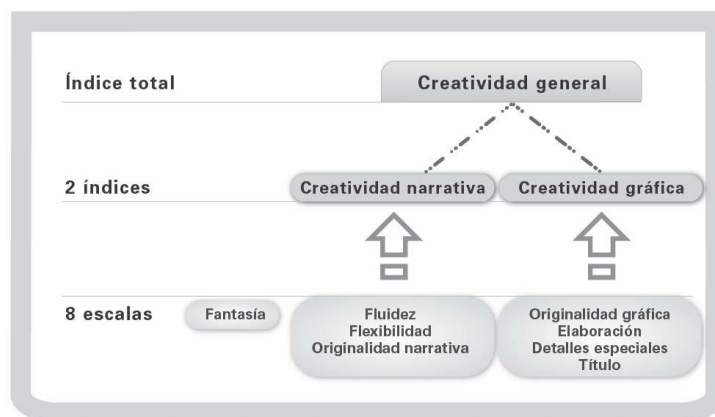 Índice total
Creatividad general
2 índices
Creatividad narrativa
Creatividad gráfica
8 escalas
Fantasía
Fluidez
Flexibilidad
Originalidad narrativa
Originalidad gráfica
Elaboración
Detalles especiales
Título